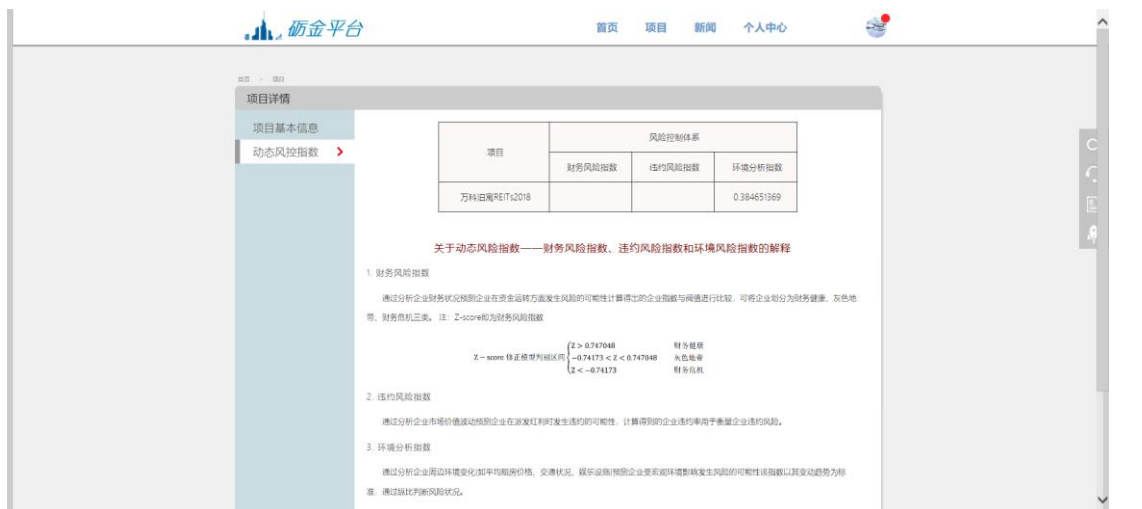 砺金平台
首页 项目 新闻 个人中心
首页 > 项目
项目详情
项目基本信息
动态风控指数
项目
风险控制体系
财务风险指数 违约风险指数 环境分析指数
万科泊寓REITs2018 0.384651369
关于动态风险指数——财务风险指数、违约风险指数和环境风险指数的解释
1. 财务风险指数
通过分析企业财务状况预测企业在资金运转方面发生风险的可能性计算得出的企业指数与阈值进行比较，可将企业划分为财务健康、灰色地
带、财务危机三类。 注：Z-score即为财务风险指数
Z − score 修正模型判别区间
Z > 0.747048 财务健康
−0.74173 < Z < 0.747048 灰色地带
Z < −0.74173 财务危机
2. 违约风险指数
通过分析企业市场价值波动预测企业在派发红利时发生违约的可能性，计算得到的企业违约率用于衡量企业违约风险。
3. 环境分析指数
通过分析企业周边环境变化(如平均租房价格、交通状况、娱乐设施)预测企业受宏观环境影响发生风险的可能性该指数以其变动趋势为标
准，通过纵比判断风险状况。